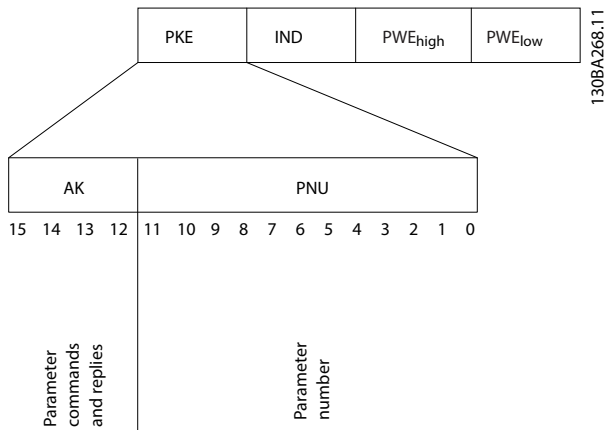 PKE IND PWEhigh PWElow
130BA268.11
AK PNU
15 14 13 12 11 10 9 8 7 6 5 4 3 2 1 0
Parameter
commands
and replies
Parameter
number